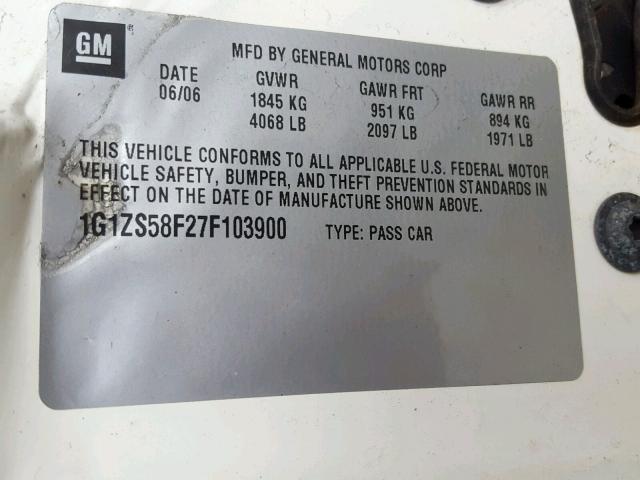 GM
MFD BY GENERAL MOTORS CORP
DATE GVWR GAWR FRT GAWR RR
06/06 1845 KG 951 KG 894 KG
4068 LB 2097 LB 1971 LB
THIS VEHICLE CONFORMS TO ALL APPLICABLE U.S. FEDERAL MOTOR
VEHICLE SAFETY, BUMPER, AND THEFT PREVENTION STANDARDS IN
EFFECT ON THE DATE OF MANUFACTURE SHOWN ABOVE.
1G1ZS58F27F103900 TYPE: PASS CAR